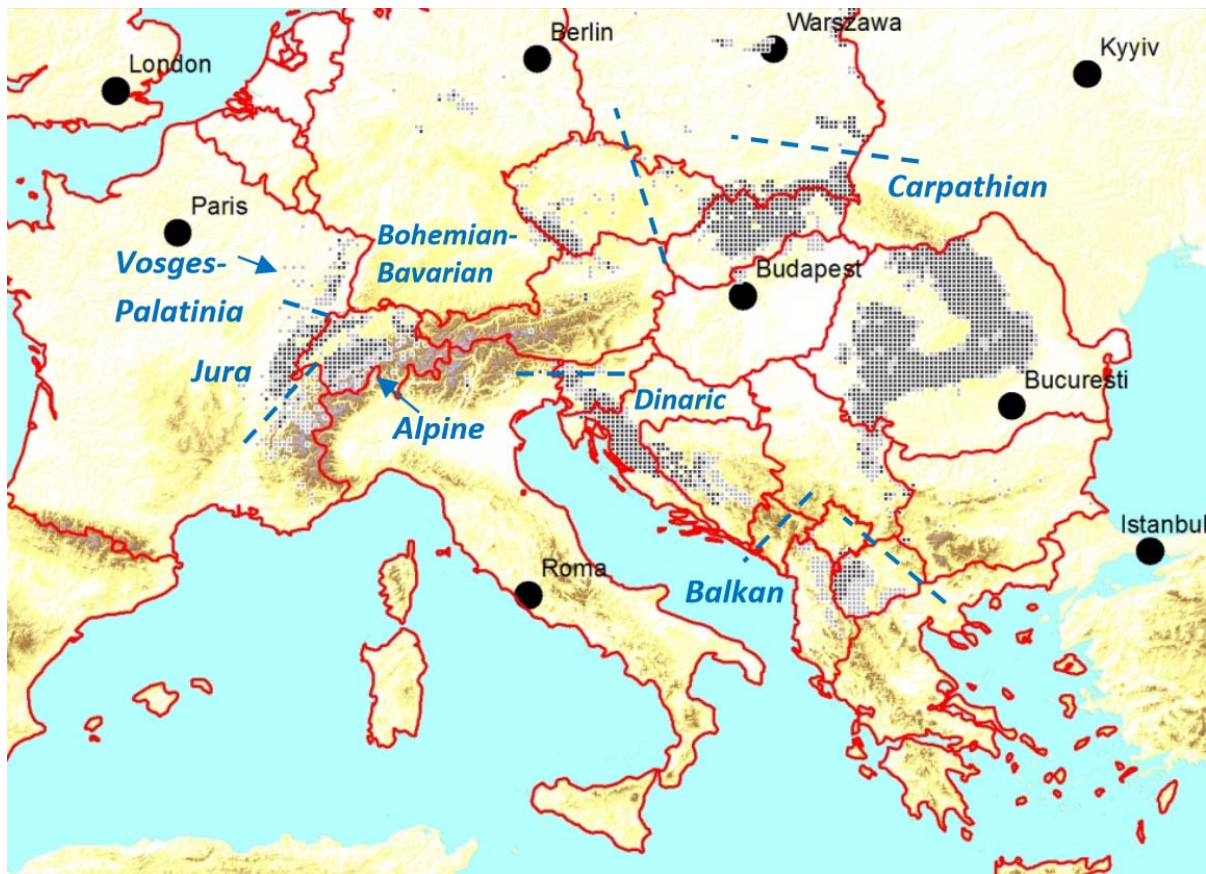 Berlin
Warszawa
London
Kyyiv
Carpathian
Paris
Bohemian-
Bavarian
Vosges-
Palatinia
Budapest
Jura
Bucuresti
Dinaric
Alpine
Istanbul
Roma
Balkan